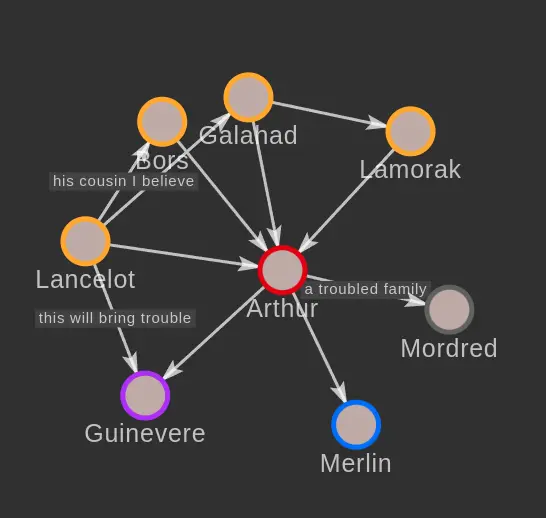 Galahad
Bors
Lamorak
his cousin I believe
Lancelot
a troubled family
Arthur
this will bring trouble
Mordred
Guinevere
Merlin